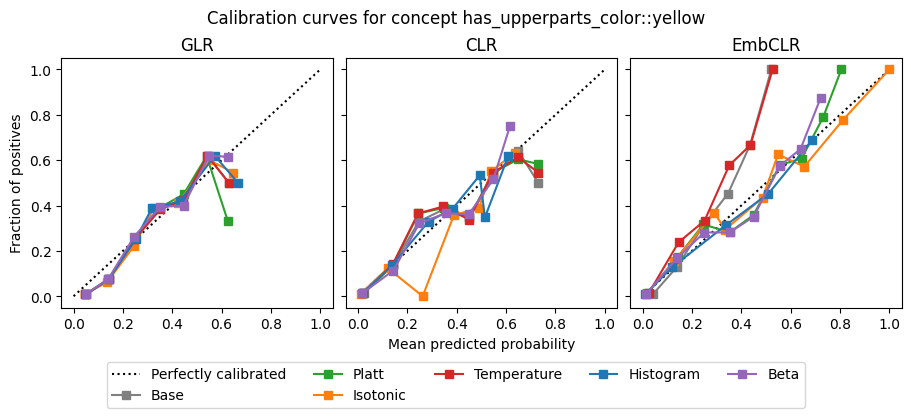 Calibration curves for concept has_upperparts_color::yellow
GLR
CLR
EmbCLR
Fraction of positives
1.0
0.8
0.6
0.4
0.2
0.0
0.0 0.2 0.4 0.6 0.8 1.0
0.0 0.2 0.4 0.6 0.8 1.0
0.0 0.2 0.4 0.6 0.8 1.0
Mean predicted probability
Perfectly calibrated
Base
Platt
Isotonic
Temperature
Histogram
Beta